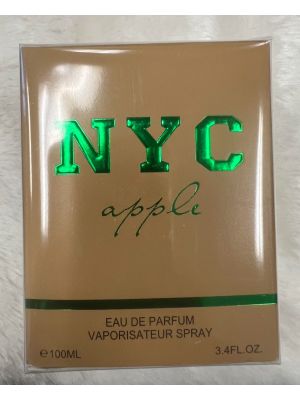 NYC
apple
EAU DE PARFUM
VAPORISATEUR SPRAY
℮100ML 3.4FL.OZ.